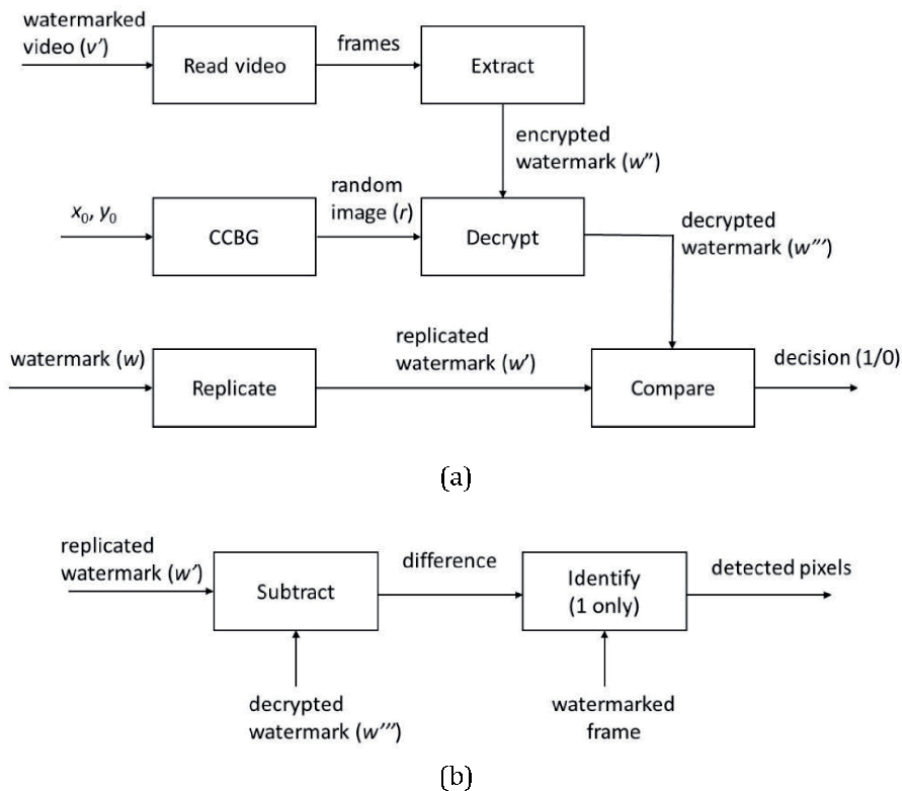 watermarked
video (v′)
Read video
frames
Extract
encrypted
watermark (w″)
x₀, y₀
CCBG
random
image (r)
Decrypt
decrypted
watermark (w‴)
watermark (w)
Replicate
replicated
watermark (w′)
Compare
decision (1/0)
(a)
replicated
watermark (w′)
Subtract
difference
Identify
(1 only)
detected pixels
decrypted
watermark (w‴)
watermarked
frame
(b)